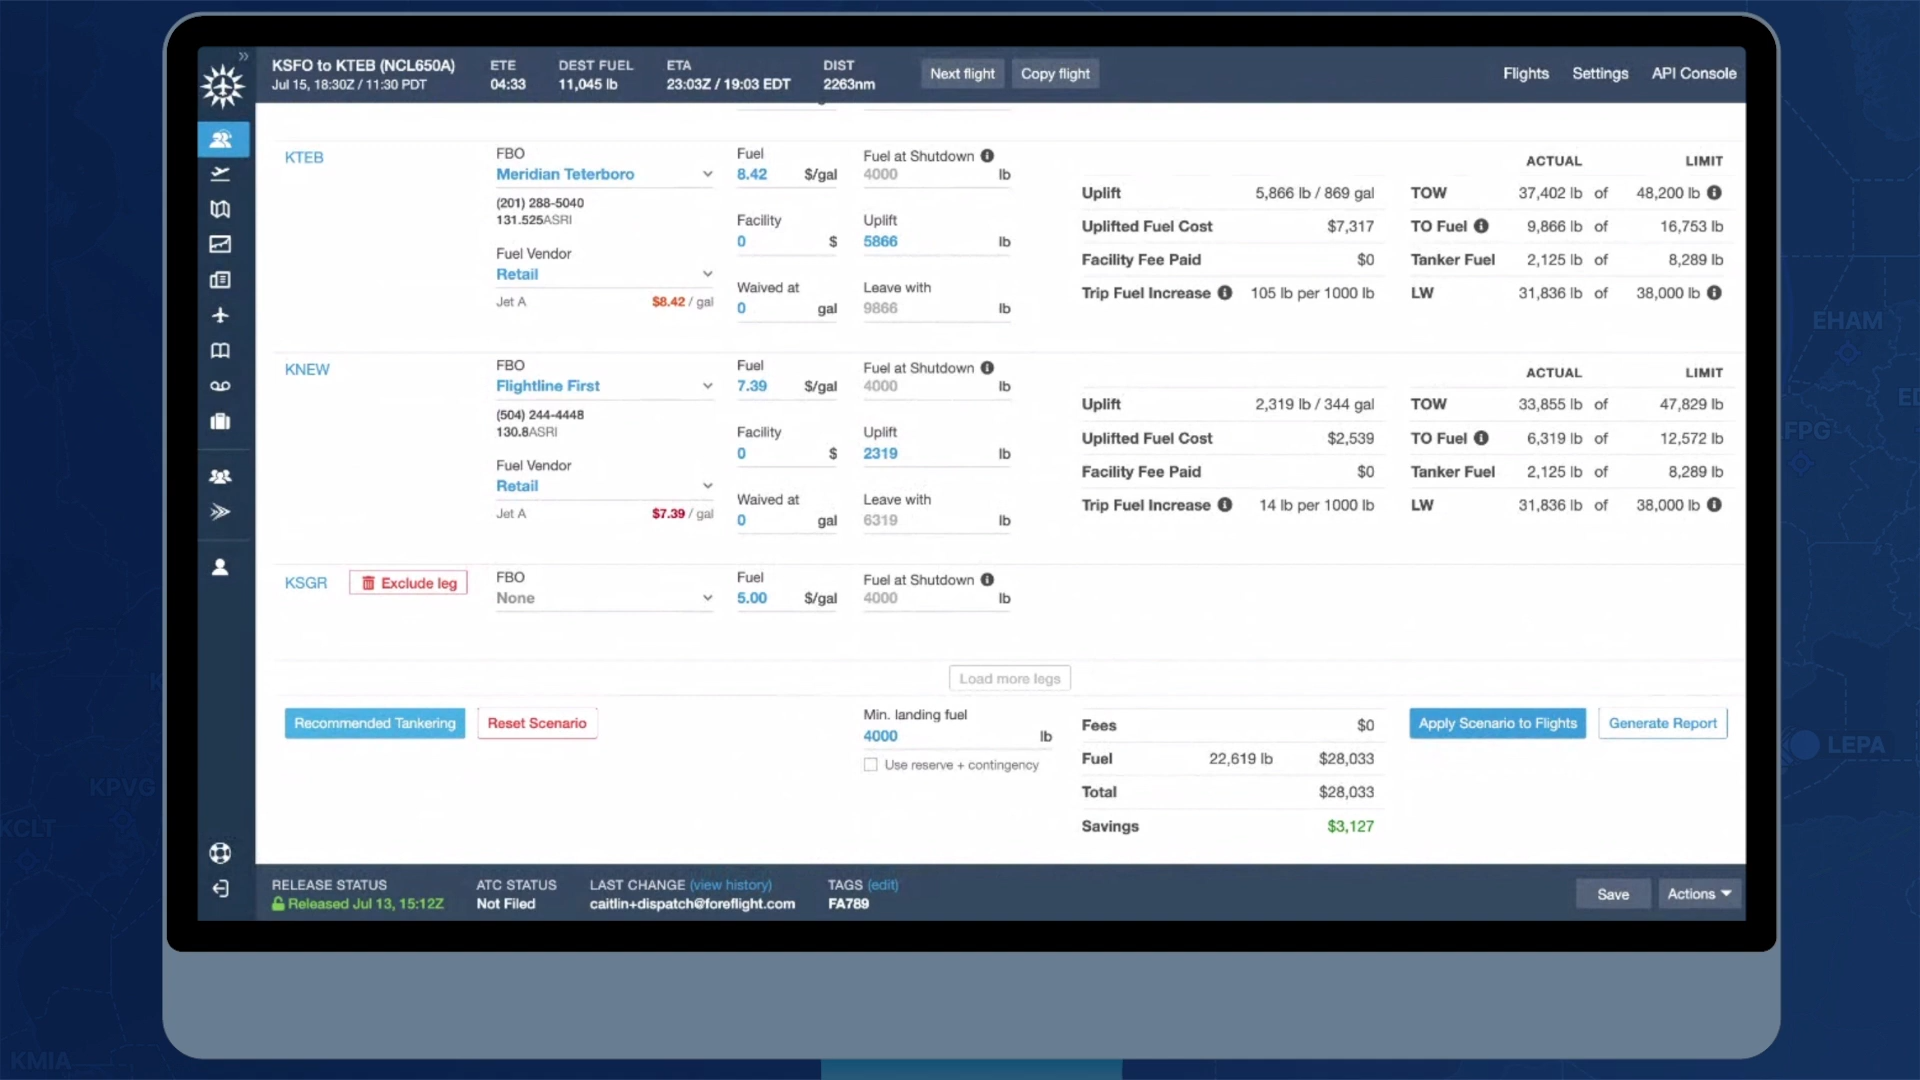 KSFO to KTEB (NCL650A)
Jul 15, 18:30Z / 11:30 PDT
ETE
04:33
DEST FUEL
11,045 lb
ETA
23:03Z / 19:03 EDT
DIST
2263nm
Next flight
Copy flight
Flights
Settings
API Console
KTEB
FBO
Meridian Teterboro
(201) 288-5040
131.525ASRI
Fuel Vendor
Retail
Jet A
$8.42 / gal
Fuel
8.42 $/gal
Facility
0 $
Waived at
0 gal
Fuel at Shutdown
4000 lb
Uplift
5866 lb
Leave with
9866 lb
Uplift 5,866 lb / 869 gal
Uplifted Fuel Cost $7,317
Facility Fee Paid $0
Trip Fuel Increase 105 lb per 1000 lb
ACTUAL LIMIT
TOW 37,402 lb of 48,200 lb
TO Fuel 9,866 lb of 16,753 lb
Tanker Fuel 2,125 lb of 8,289 lb
LW 31,836 lb of 38,000 lb
KNEW
FBO
Flightline First
(504) 244-4448
130.8ASRI
Fuel Vendor
Retail
Jet A
$7.39 / gal
Fuel
7.39 $/gal
Facility
0 $
Waived at
0 gal
Fuel at Shutdown
4000 lb
Uplift
2319 lb
Leave with
6319 lb
Uplift 2,319 lb / 344 gal
Uplifted Fuel Cost $2,539
Facility Fee Paid $0
Trip Fuel Increase 14 lb per 1000 lb
ACTUAL LIMIT
TOW 33,855 lb of 47,829 lb
TO Fuel 6,319 lb of 12,572 lb
Tanker Fuel 2,125 lb of 8,289 lb
LW 31,836 lb of 38,000 lb
KSGR
Exclude leg
FBO
None
Fuel
5.00 $/gal
Fuel at Shutdown
4000 lb
Load more legs
Recommended Tankering
Reset Scenario
Min. landing fuel
4000 lb
Use reserve + contingency
Fees $0
Fuel 22,619 lb $28,033
Total $28,033
Savings $3,127
Apply Scenario to Flights
Generate Report
RELEASE STATUS
Released Jul 13, 15:12Z
ATC STATUS
Not Filed
LAST CHANGE (view history)
caitlin+dispatch@foreflight.com
TAGS (edit)
FA789
Save
Actions
EHAM
LEPA
KPVG
KCLT
KMIA